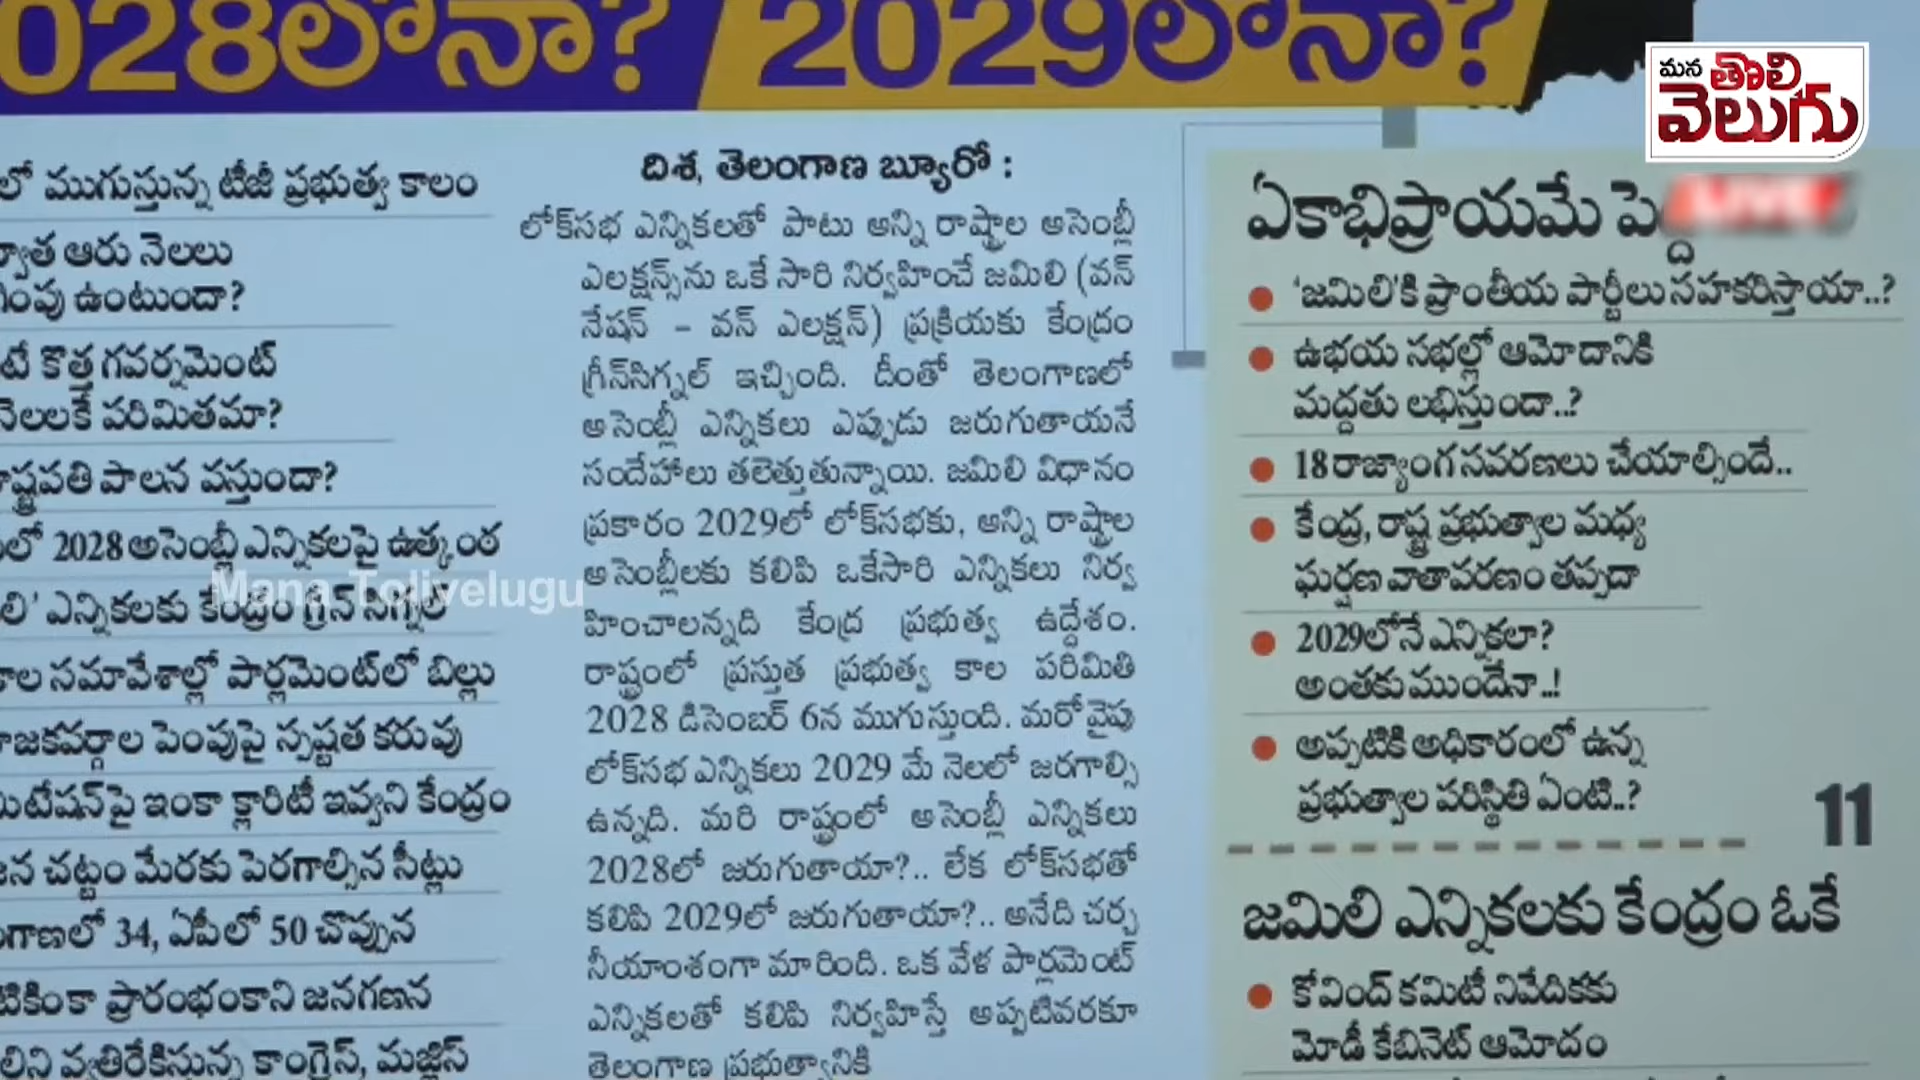 028లోనా? 2029లోనా?
మన
తొలి
వెలుగు
లో ముగుస్తున్న టీజీ ప్రభుత్వ కాలం
ఆరు నెలలు
ఉంటుందా?
కొత్త గవర్నమెంట్
నెలలకే పరిమితమా?
పాలన వస్తుందా?
లో 2028 అసెంబ్లీ ఎన్నికలపై ఉత్కంఠ
ఎన్నికలకు కేంద్రం గ్రీన్ సిగ్నల్
సమావేశాల్లో పార్లమెంట్‌లో బిల్లు
పెంపుపై స్పష్టత కరువు
ఇంకా క్లారిటీ ఇవ్వని కేంద్రం
చట్టం మేరకు పెరగాల్సిన సీట్లు
34, ఏపీలో 50 చొప్పున
ప్రారంభంకాని జనగణన
వ్యతిరేకిస్తున్న కాంగ్రెస్, మజ్లిస్
Mana Tolivelugu
దిశ, తెలంగాణ బ్యూరో :
లోక్‌సభ ఎన్నికలతో పాటు అన్ని రాష్ట్రాల అసెంబ్లీ
ఎలక్షన్స్‌ను ఒకే సారి నిర్వహించే జమిలి (వన్
నేషన్ – వన్ ఎలక్షన్) ప్రక్రియకు కేంద్రం
గ్రీన్‌సిగ్నల్ ఇచ్చింది. దీంతో తెలంగాణలో
అసెంబ్లీ ఎన్నికలు ఎప్పుడు జరుగుతాయనే
సందేహాలు తలెత్తుతున్నాయి. జమిలి విధానం
ప్రకారం 2029లో లోక్‌సభకు, అన్ని రాష్ట్రాల
అసెంబ్లీలకు కలిపి ఒకేసారి ఎన్నికలు నిర్వ
హించాలన్నది కేంద్ర ప్రభుత్వ ఉద్దేశం.
రాష్ట్రంలో ప్రస్తుత ప్రభుత్వ కాల పరిమితి
2028 డిసెంబర్ 6న ముగుస్తుంది. మరోవైపు
లోక్‌సభ ఎన్నికలు 2029 మే నెలలో జరగాల్సి
ఉన్నది. మరి రాష్ట్రంలో అసెంబ్లీ ఎన్నికలు
2028లో జరుగుతాయా?.. లేక లోక్‌సభతో
కలిపి 2029లో జరుగుతాయా?.. అనేది చర్చ
నీయాంశంగా మారింది. ఒక వేళ పార్లమెంట్
ఎన్నికలతో కలిపి నిర్వహిస్తే అప్పటివరకూ
తెలంగాణ ప్రభుత్వానికి
ఏకాభిప్రాయమే పెద్ద
• 'జమిలి'కి ప్రాంతీయ పార్టీలు సహకరిస్తాయా..?
• ఉభయ సభల్లో ఆమోదానికి
మద్దతు లభిస్తుందా..?
• 18 రాజ్యాంగ సవరణలు చేయాల్సిందే..
• కేంద్ర, రాష్ట్ర ప్రభుత్వాల మధ్య
ఘర్షణ వాతావరణం తప్పదా
• 2029లోనే ఎన్నికలా?
అంతకు ముందేనా..!
• అప్పటికి అధికారంలో ఉన్న
ప్రభుత్వాల పరిస్థితి ఏంటి..?
11
జమిలి ఎన్నికలకు కేంద్రం ఓకే
• కోవింద్ కమిటీ నివేదికకు
మోడీ కేబినెట్ ఆమోదం